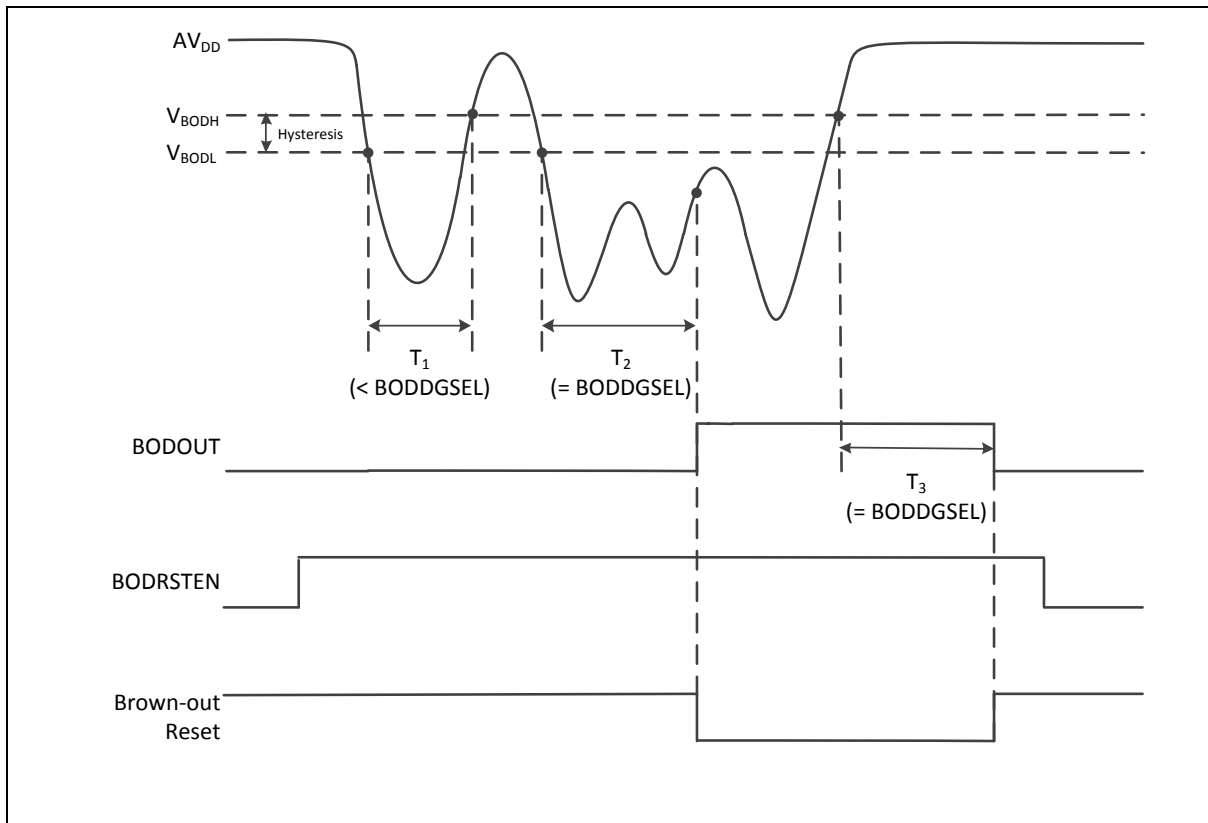 AVDD
VBODH
Hysteresis
VBODL
T1
(< BODDGSEL)
T2
(= BODDGSEL)
BODOUT
T3
(= BODDGSEL)
BODRSTEN
Brown-out
Reset